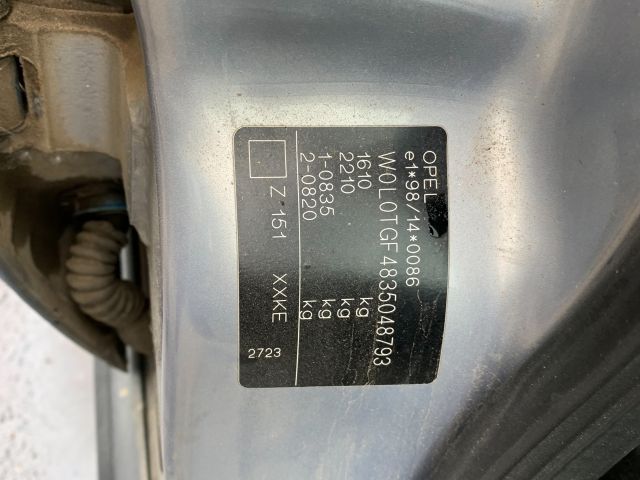 OPEL
e1*98/14*0086
W0L0TGF4835048793
1610 kg
2210 kg
1-0835 kg
2-0820 kg
Z 151 XXKE
2723